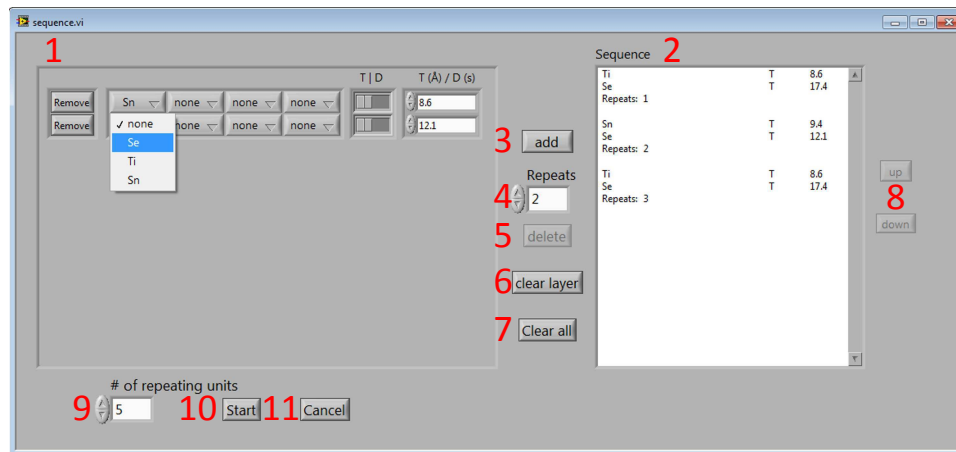 sequence.vi
1
T | D T (Å) / D (s)
Remove Sn none none none 8.6
Remove none none none 12.1
✓ none
Se
Ti
Sn
3 add
Repeats
4 2
5 delete
6 clear layer
7 Clear all
Sequence 2
Ti T 8.6
Se T 17.4
Repeats: 1
Sn T 9.4
Se T 12.1
Repeats: 2
Ti T 8.6
Se T 17.4
Repeats: 3
up
8
down
# of repeating units
9 5 10 Start 11 Cancel